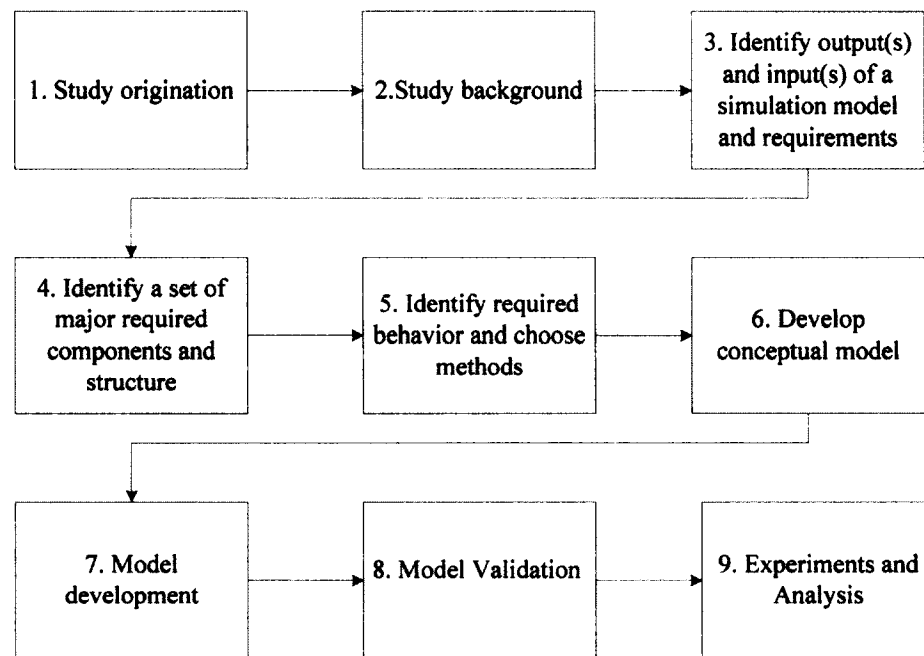 1. Study origination
2.Study background
3. Identify output(s)
and input(s) of a
simulation model
and requirements
4. Identify a set of
major required
components and
structure
5. Identify required
behavior and choose
methods
6. Develop
conceptual model
7. Model
development
8. Model Validation
9. Experiments and
Analysis